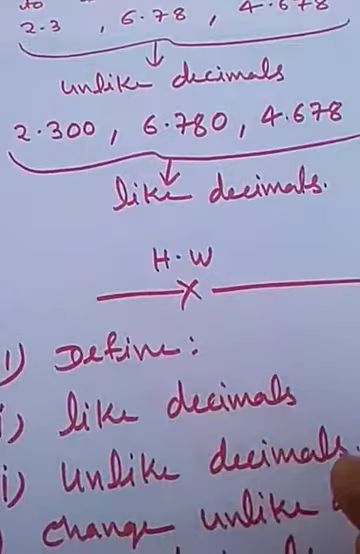 to
2.3 , 6.78 , 4.678
unlike decimals
2.300 , 6.780 , 4.678
like decimals.
H.W
1) Define:
i) like decimals
i) Unlike decimals.
change unlike